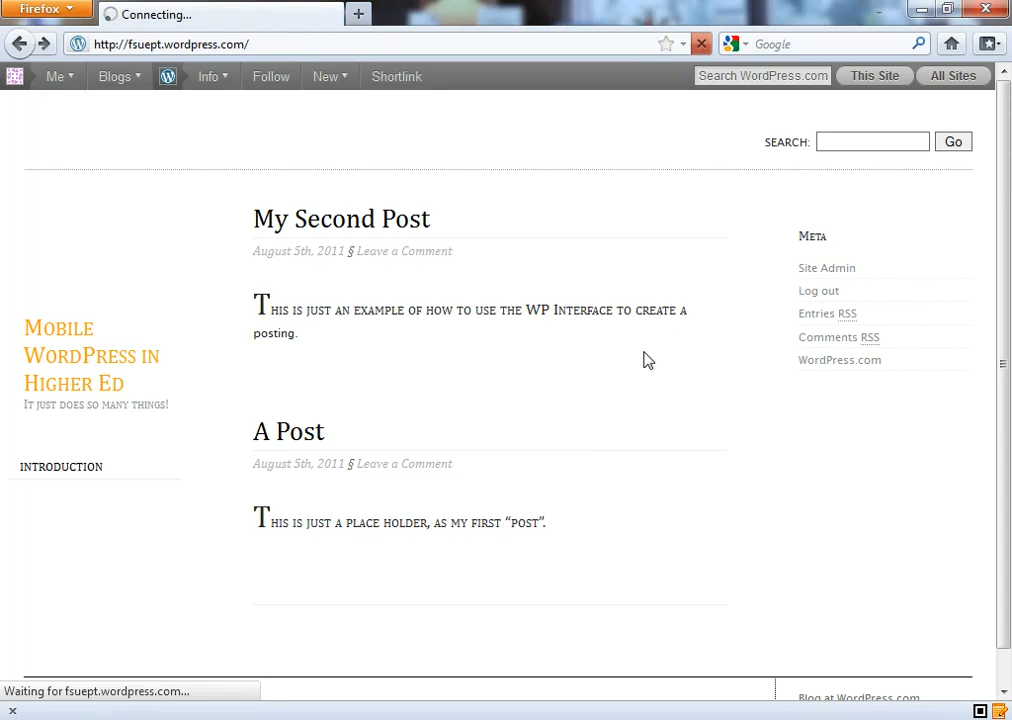 Firefox
Connecting...
http://fsuept.wordpress.com/
Google
Me
Blogs
Info
Follow
New
Shortlink
Search WordPress.com
This Site
All Sites
SEARCH:
Go
My Second Post
August 5th, 2011 § Leave a Comment
This is just an example of how to use the WP Interface to create a
posting.
Meta
Site Admin
Log out
Entries RSS
Comments RSS
WordPress.com
Mobile
WordPress in
Higher Ed
It just does so many things!
INTRODUCTION
A Post
August 5th, 2011 § Leave a Comment
This is just a place holder, as my first “post”.
Blog at WordPress.com
Waiting for fsuept.wordpress.com...